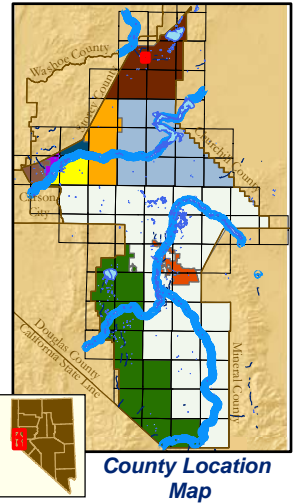 Washoe County
Storey County
Churchill County
Carson
City
Douglas County
California State Line
Mineral County
County Location
Map